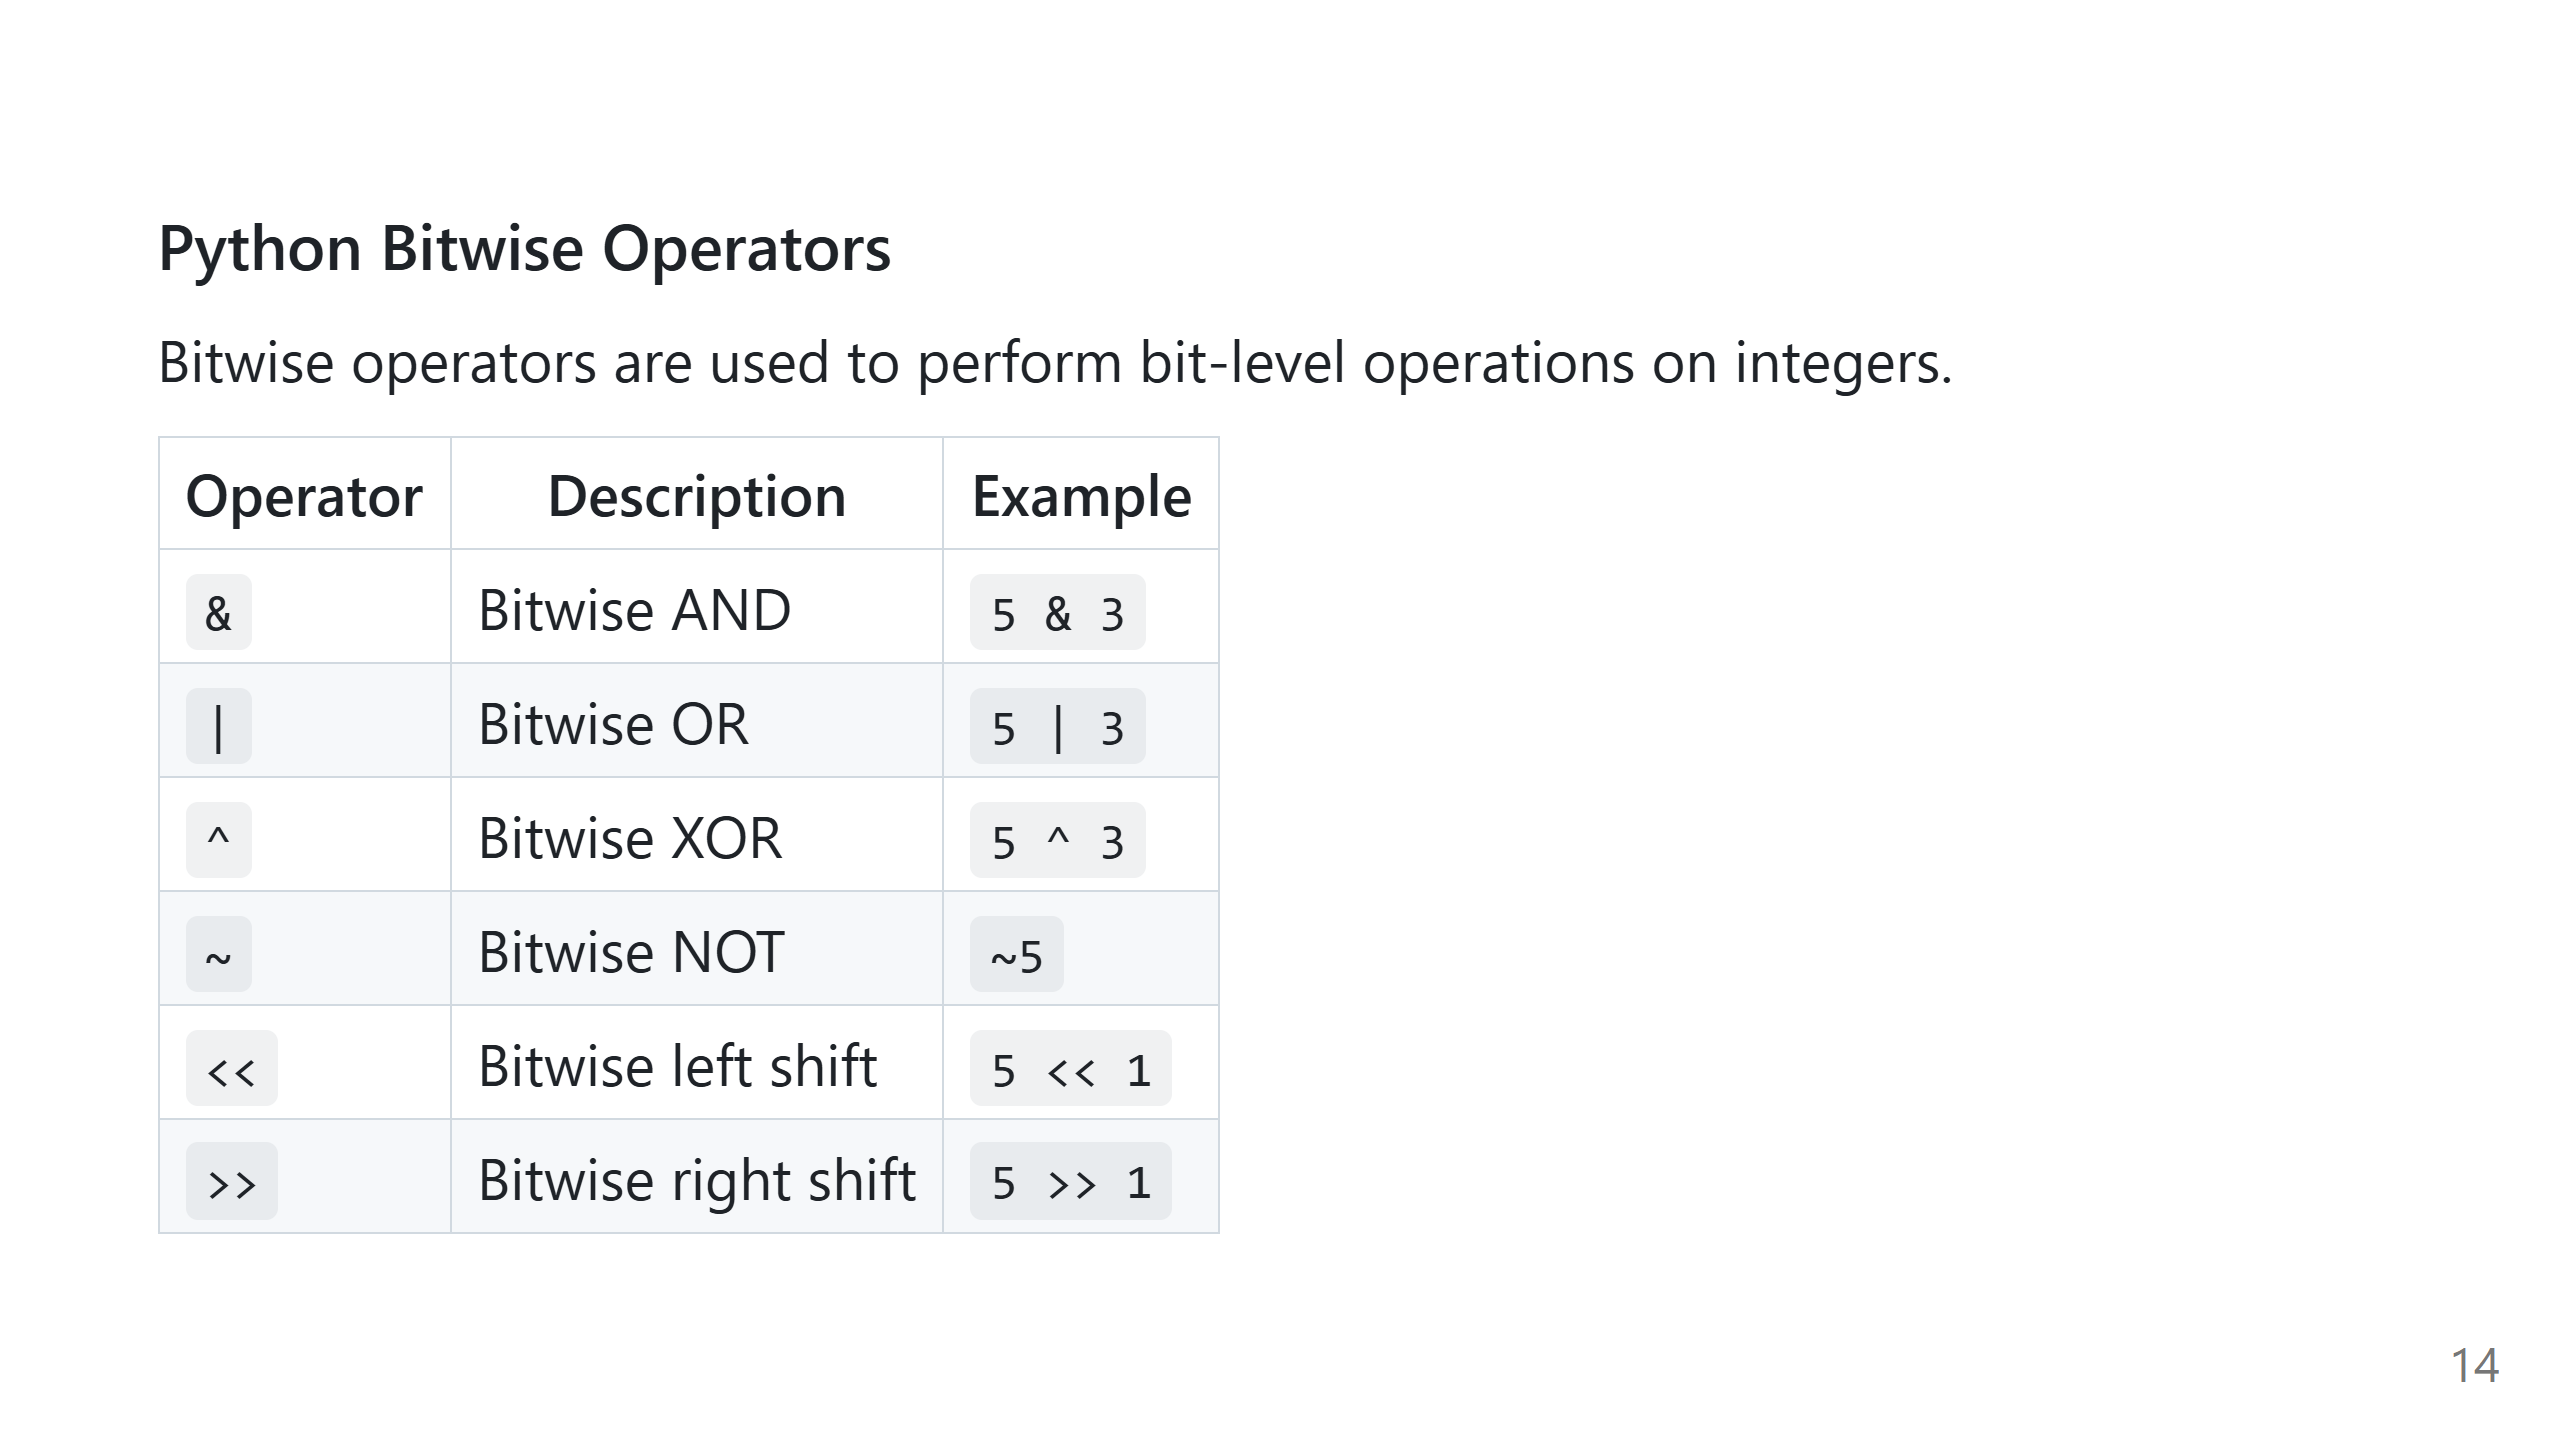 Python Bitwise Operators
Bitwise operators are used to perform bit-level operations on integers.
Operator Description Example
& Bitwise AND 5 & 3
| Bitwise OR 5 | 3
^ Bitwise XOR 5 ^ 3
~ Bitwise NOT ~5
<< Bitwise left shift 5 << 1
>> Bitwise right shift 5 >> 1
14